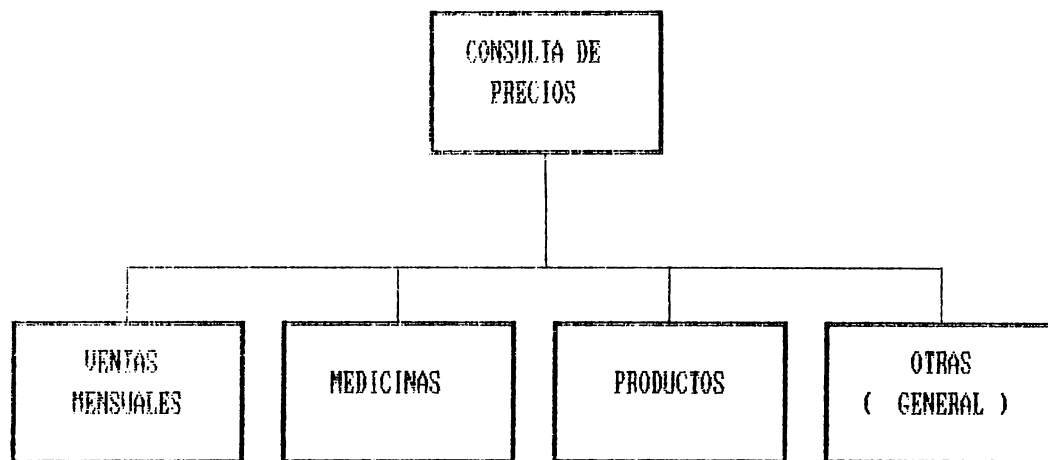 CONSULTA DE
PRECIOS
VENTAS
MENSUALES
MEDICINAS
PRODUCTOS
OTRAS
( GENERAL )